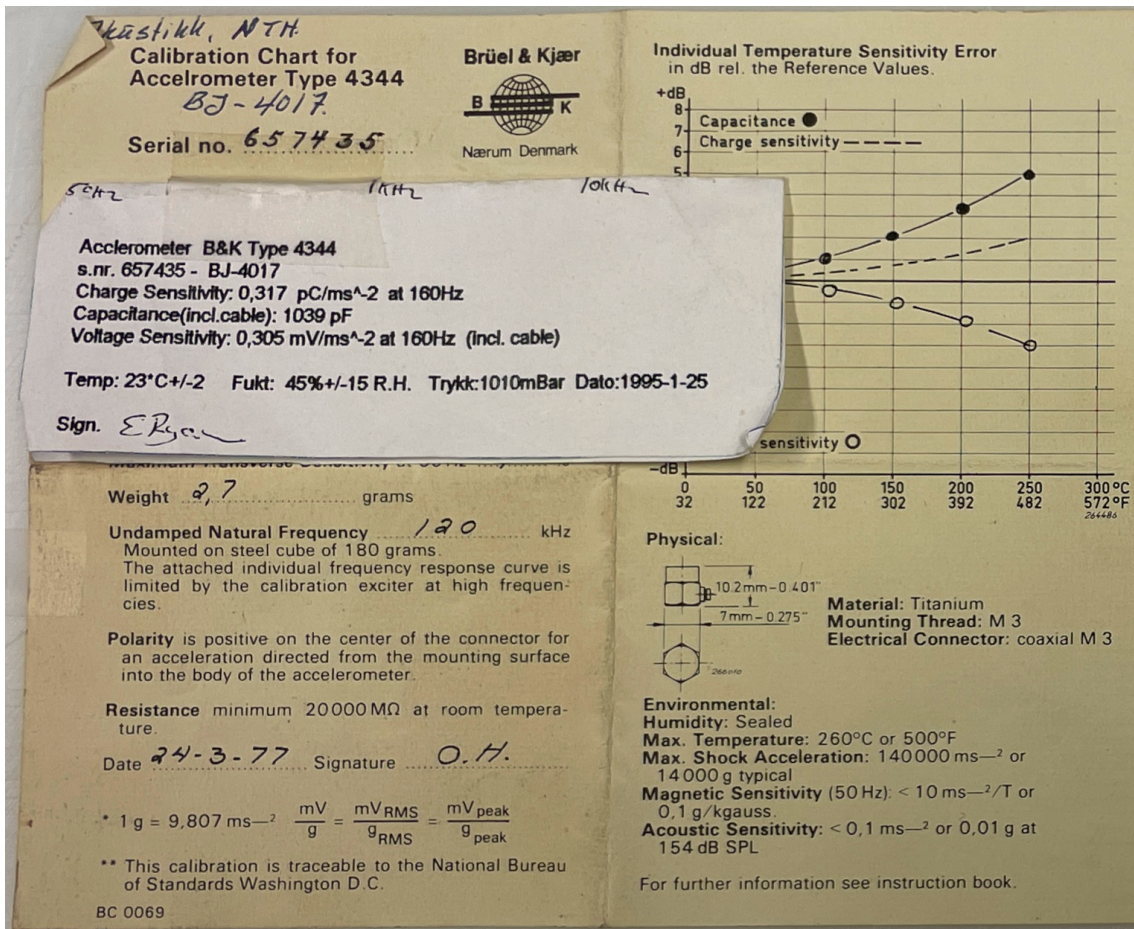 Akustikk, NTH.
Calibration Chart for
Accelrometer Type 4344
BJ-4017.
Serial no. 657435
Brüel & Kjær
B K
Nærum Denmark
50Hz 1KHz 10KHz
Acclerometer B&K Type 4344
s.nr. 657435 - BJ-4017
Charge Sensitivity: 0,317 pC/ms^-2 at 160Hz
Capacitance(incl.cable): 1039 pF
Voltage Sensitivity: 0,305 mV/ms^-2 at 160Hz (incl. cable)
Temp: 23*C+/-2 Fukt: 45%+/-15 R.H. Trykk:1010mBar Dato:1995-1-25
Sign. E Ryan
Weight 2,7 grams
Undamped Natural Frequency 120 kHz
Mounted on steel cube of 180 grams.
The attached individual frequency response curve is
limited by the calibration exciter at high frequen-
cies.
Polarity is positive on the center of the connector for
an acceleration directed from the mounting surface
into the body of the accelerometer.
Resistance minimum 20000 MΩ at room tempera-
ture.
Date 24-3-77 Signature O.H.
* 1 g = 9,807 ms—² mV/g = mV RMS/g RMS = mV peak/g peak
** This calibration is traceable to the National Bureau
of Standards Washington D.C.
BC 0069
Individual Temperature Sensitivity Error
in dB rel. the Reference Values.
+dB
8
7
6
5
Capacitance ●
Charge sensitivity – – – –
sensitivity O
–dB
0 50 100 150 200 250 300 °C
32 122 212 302 392 482 572 °F
264486
Physical:
10.2mm–0.401"
7mm–0.275"
Material: Titanium
Mounting Thread: M 3
Electrical Connector: coaxial M 3
Environmental:
Humidity: Sealed
Max. Temperature: 260°C or 500°F
Max. Shock Acceleration: 140000 ms—² or
14000 g typical
Magnetic Sensitivity (50 Hz): < 10 ms—²/T or
0,1 g/kgauss.
Acoustic Sensitivity: < 0,1 ms—² or 0,01 g at
154 dB SPL
For further information see instruction book.